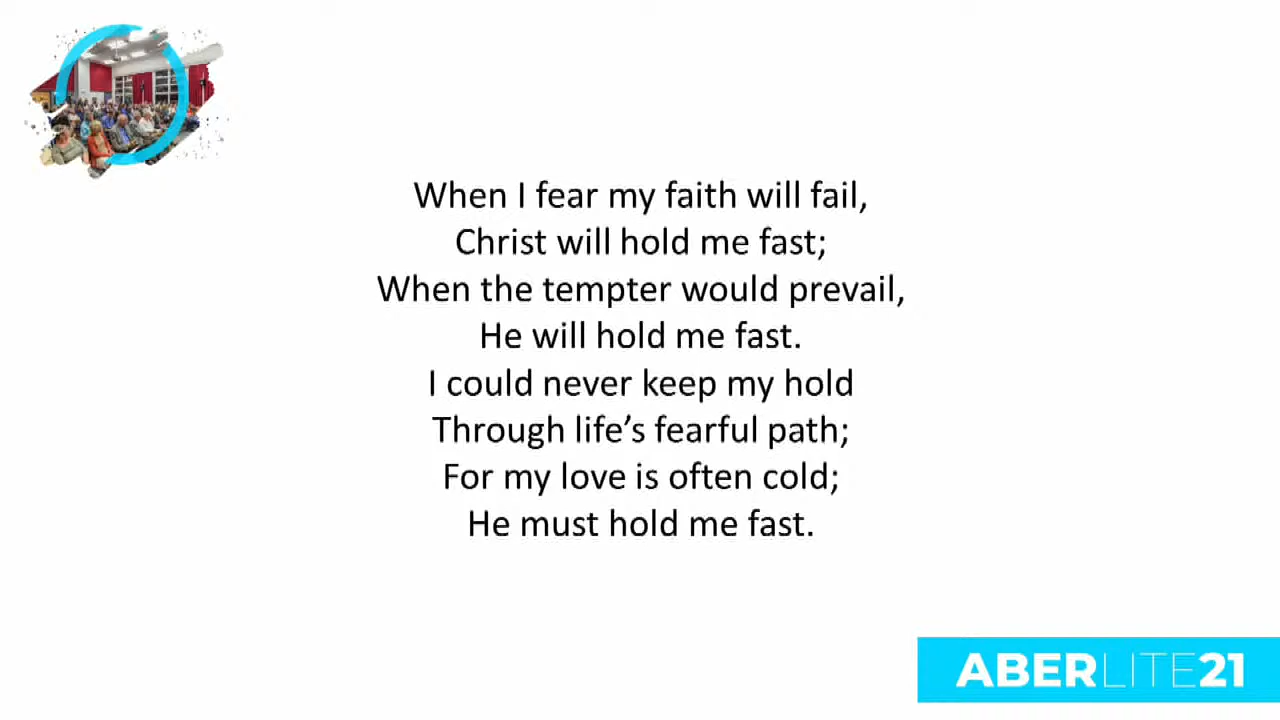 When I fear my faith will fail,
Christ will hold me fast;
When the tempter would prevail,
He will hold me fast.
I could never keep my hold
Through life’s fearful path;
For my love is often cold;
He must hold me fast.
ABERLITE21